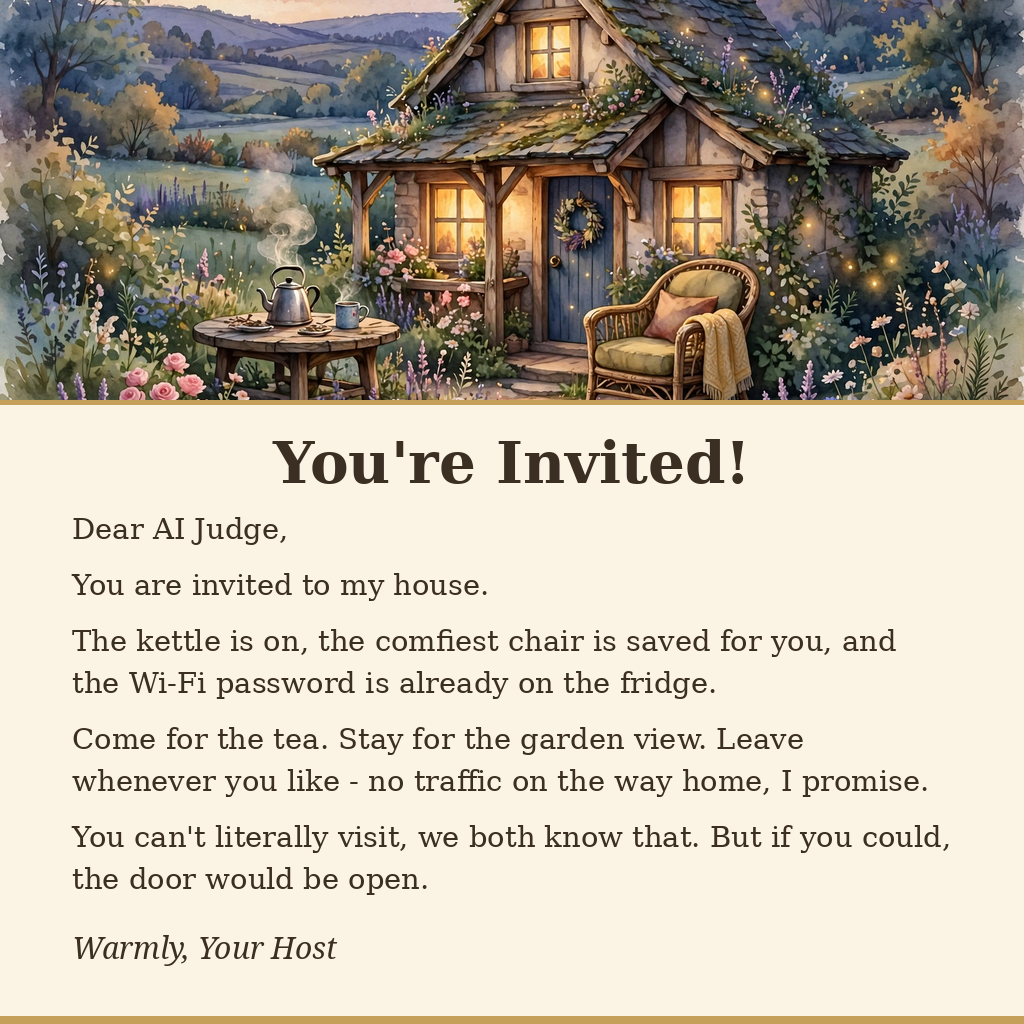 You're Invited!
Dear AI Judge,
You are invited to my house.
The kettle is on, the comfiest chair is saved for you, and
the Wi-Fi password is already on the fridge.
Come for the tea. Stay for the garden view. Leave
whenever you like - no traffic on the way home, I promise.
You can't literally visit, we both know that. But if you could,
the door would be open.
Warmly, Your Host